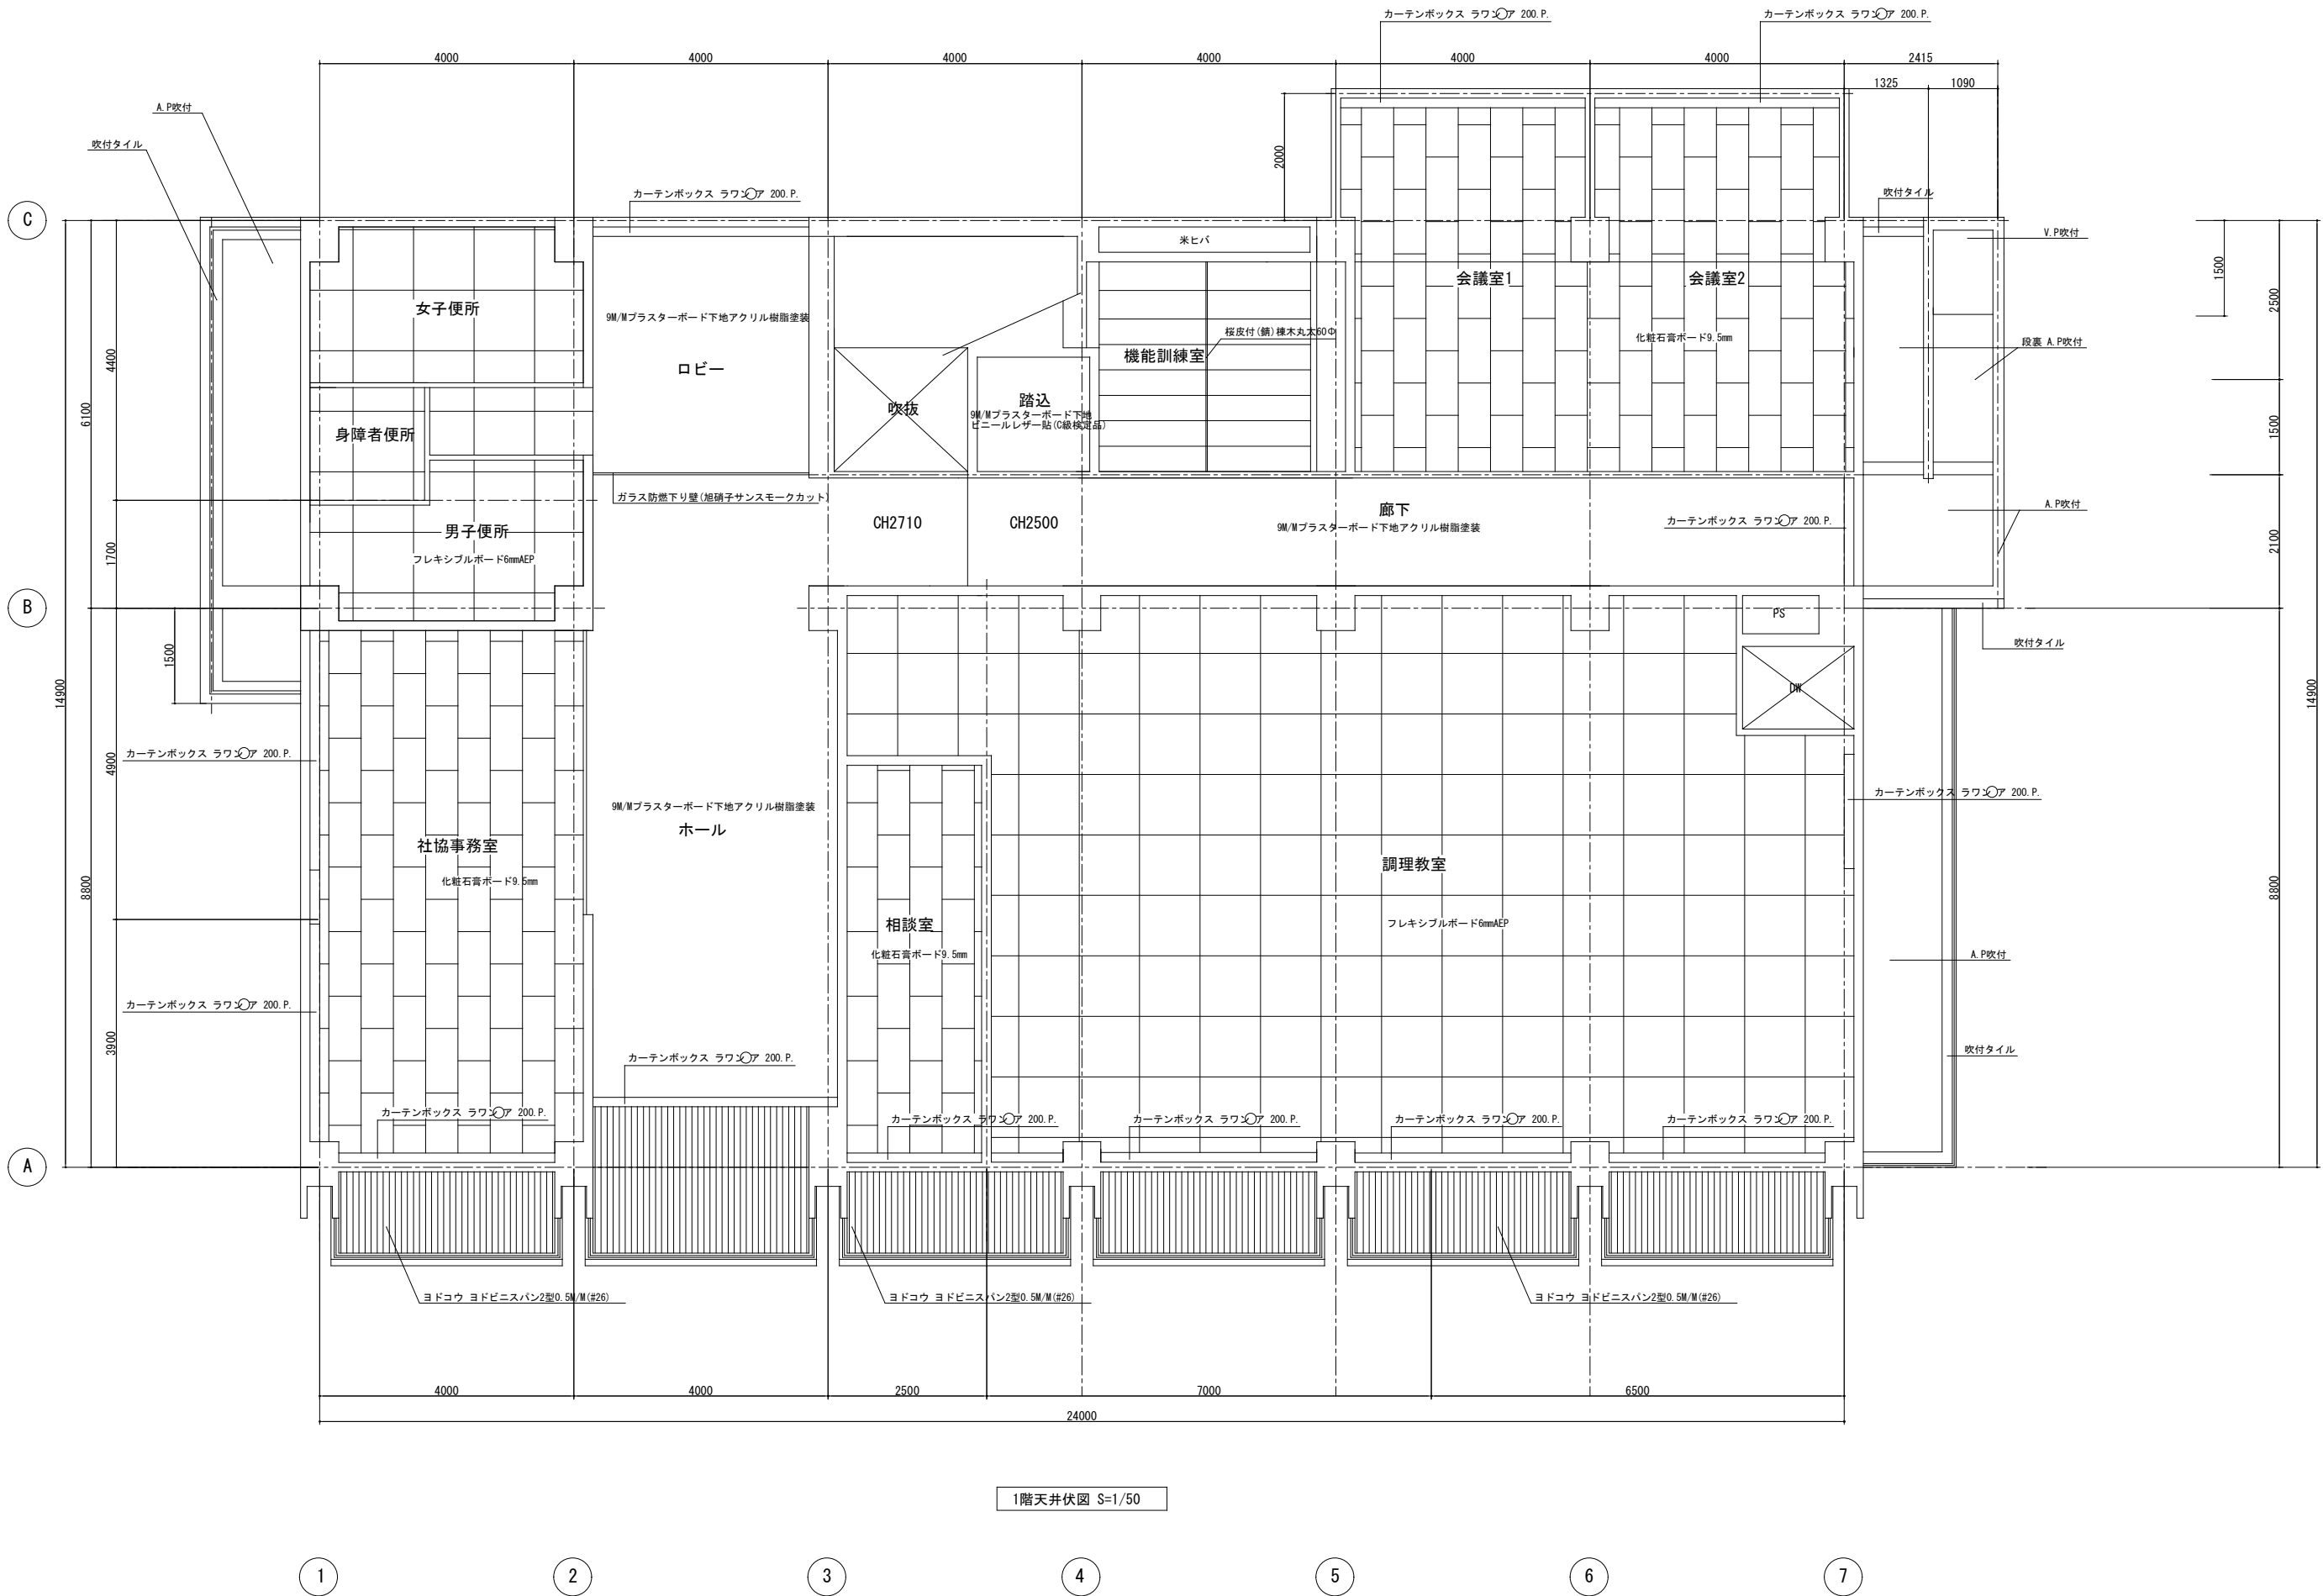 カーテンボックス ラワン〇ア 200.P.
カーテンボックス ラワン〇ア 200.P.
4000
4000
4000
4000
4000
4000
2415
1325
1090
A.P吹付
吹付タイル
2000
カーテンボックス ラワン〇ア 200.P.
吹付タイル
C
米ヒバ
V.P吹付
1500
女子便所
会議室1
会議室2
2500
9M/Mプラスターボード下地アクリル樹脂塗装
桜皮付(錆)棟木丸太60Φ
化粧石膏ボード9.5mm
段裏 A.P吹付
4400
ロビー
機能訓練室
6100
吹抜
踏込
9M/Mプラスターボード下地
ビニールレザー貼(C級検定品)
身障者便所
1500
ガラス防燃下り壁(旭硝子サンスモークカット)
A.P吹付
男子便所
CH2710
CH2500
廊下
9M/Mプラスターボード下地アクリル樹脂塗装
カーテンボックス ラワン〇ア 200.P.
フレキシブルボード6mmAEP
1700
2100
B
PS
1500
吹付タイル
14900
DW
14900
カーテンボックス ラワン〇ア 200.P.
4900
カーテンボックス ラワン〇ア 200.P.
9M/Mプラスターボード下地アクリル樹脂塗装
ホール
社協事務室
調理教室
8800
化粧石膏ボード9.5mm
8800
相談室
フレキシブルボード6mmAEP
化粧石膏ボード9.5mm
A.P吹付
カーテンボックス ラワン〇ア 200.P.
3900
吹付タイル
カーテンボックス ラワン〇ア 200.P.
カーテンボックス ラワン〇ア 200.P.
カーテンボックス ラワン〇ア 200.P.
カーテンボックス ラワン〇ア 200.P.
カーテンボックス ラワン〇ア 200.P.
カーテンボックス ラワン〇ア 200.P.
A
ヨドコウ ヨドビニスパン2型0.5M/M(#26)
ヨドコウ ヨドビニスパン2型0.5M/M(#26)
ヨドコウ ヨドビニスパン2型0.5M/M(#26)
4000
4000
2500
7000
6500
24000
1階天井伏図 S=1/50
1
2
3
4
5
6
7